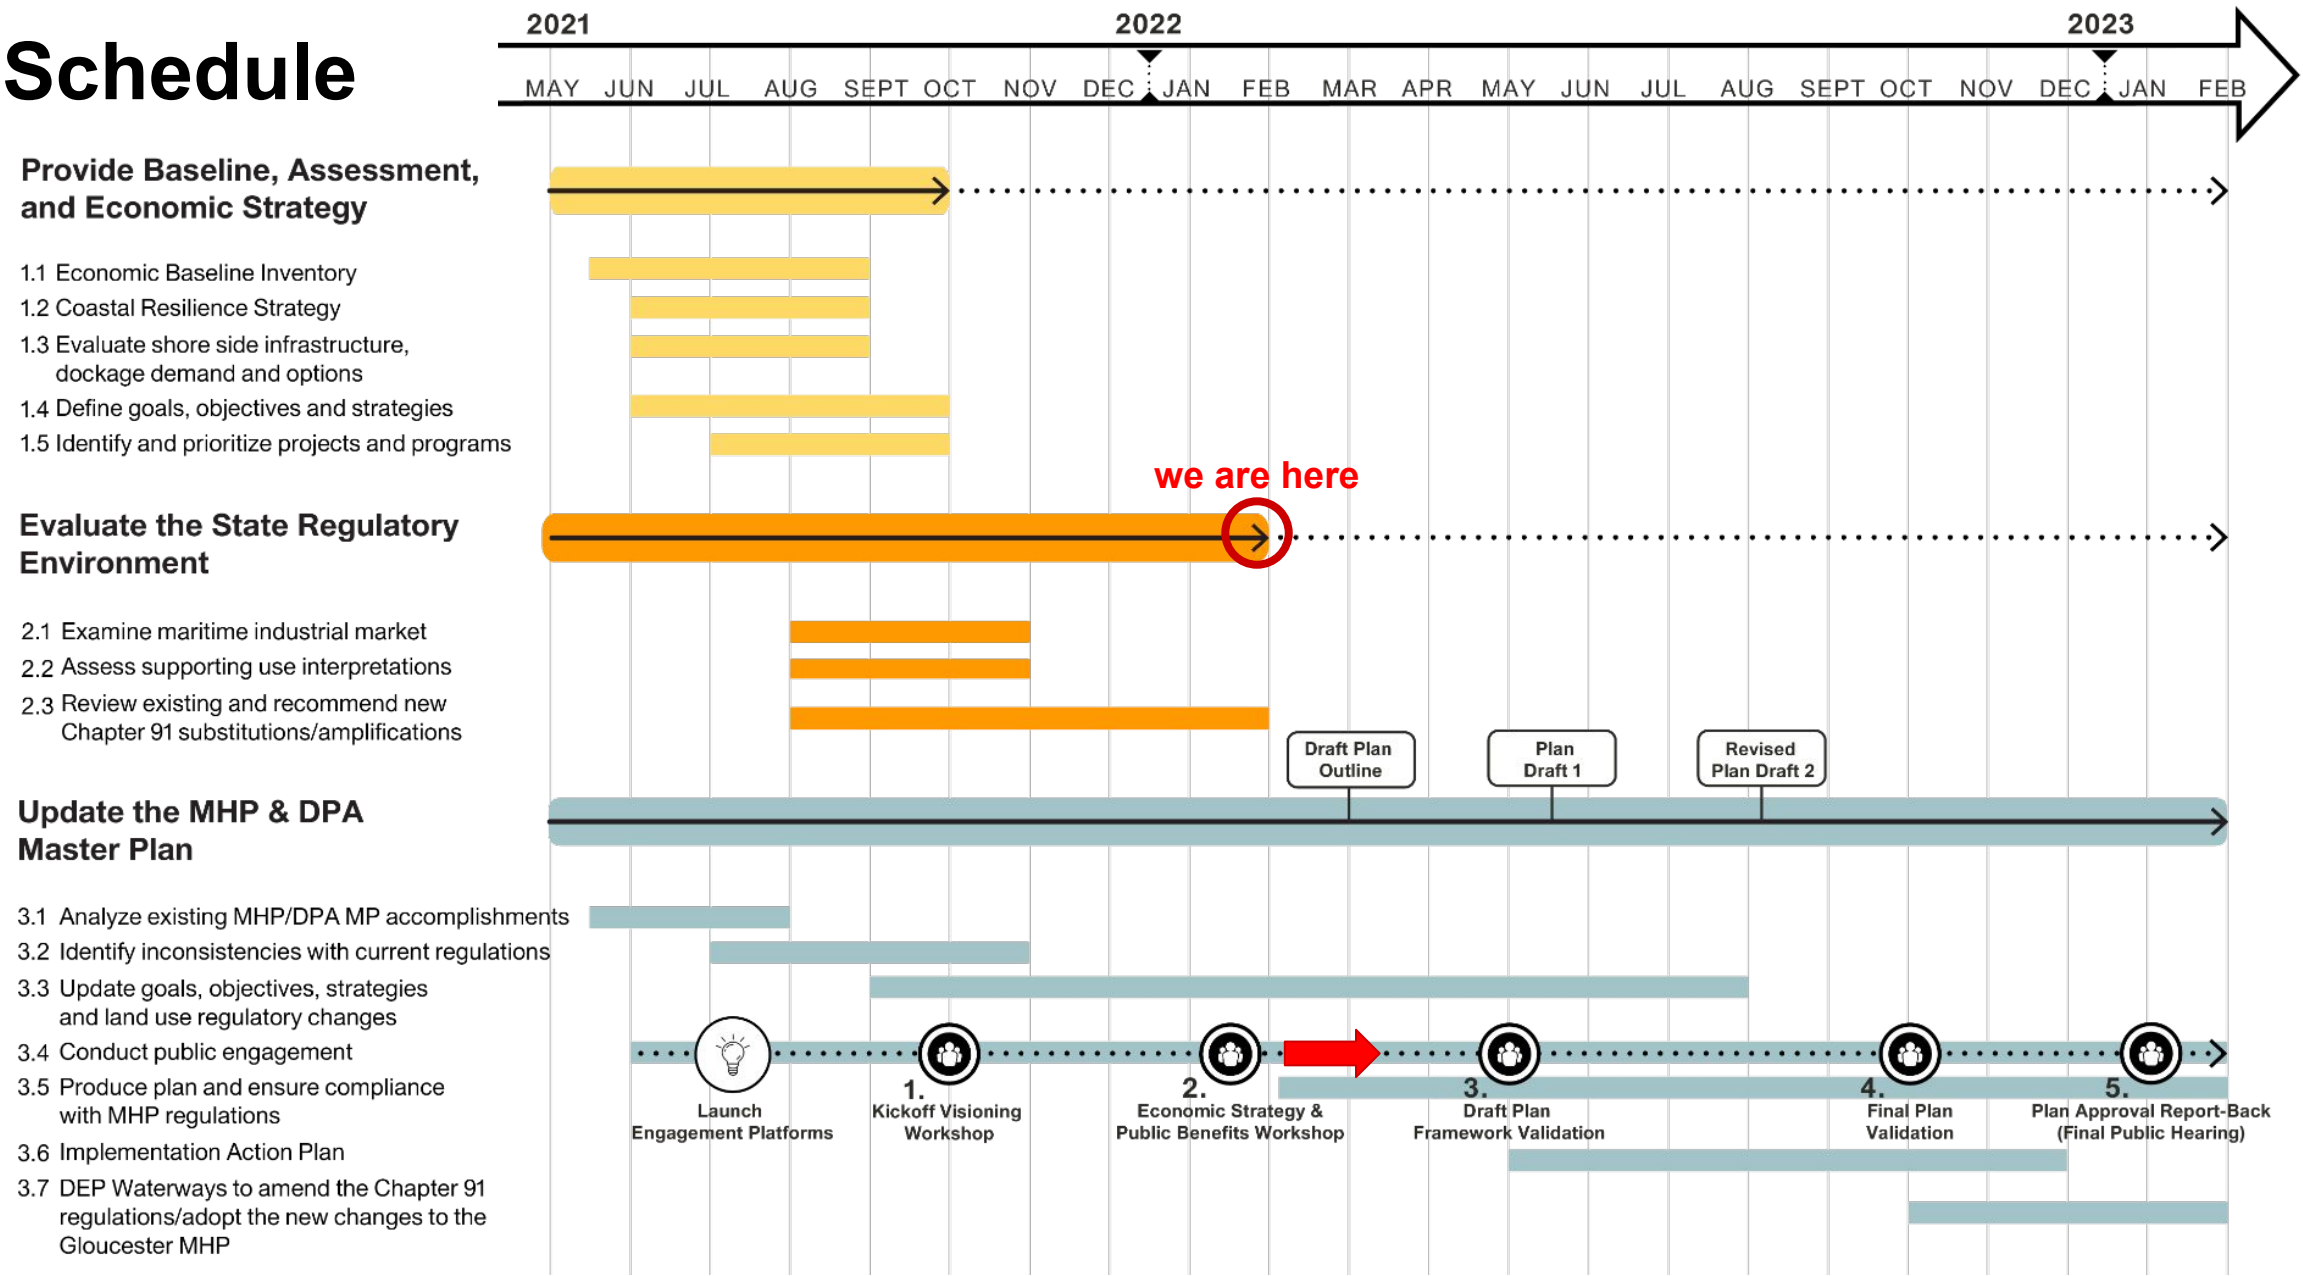 2021 2022 2023
Schedule
MAY JUN JUL AUG SEPT OCT NOV DEC JAN FEB MAR APR MAY JUN JUL AUG SEPT OCT NOV DEC JAN FEB
Provide Baseline, Assessment,
and Economic Strategy
1.1 Economic Baseline Inventory
1.2 Coastal Resilience Strategy
1.3 Evaluate shore side infrastructure,
dockage demand and options
1.4 Define goals, objectives and strategies
1.5 Identify and prioritize projects and programs
we are here
Evaluate the State Regulatory
Environment
2.1 Examine maritime industrial market
2.2 Assess supporting use interpretations
2.3 Review existing and recommend new
Chapter 91 substitutions/amplifications
Draft Plan
Outline
Plan
Draft 1
Revised
Plan Draft 2
Update the MHP & DPA
Master Plan
3.1 Analyze existing MHP/DPA MP accomplishments
3.2 Identify inconsistencies with current regulations
3.3 Update goals, objectives, strategies
and land use regulatory changes
3.4 Conduct public engagement
3.5 Produce plan and ensure compliance
with MHP regulations
3.6 Implementation Action Plan
3.7 DEP Waterways to amend the Chapter 91
regulations/adopt the new changes to the
Gloucester MHP
Launch
Engagement Platforms
1.
Kickoff Visioning
Workshop
2.
Economic Strategy &
Public Benefits Workshop
3.
Draft Plan
Framework Validation
4.
Final Plan
Validation
5.
Plan Approval Report-Back
(Final Public Hearing)